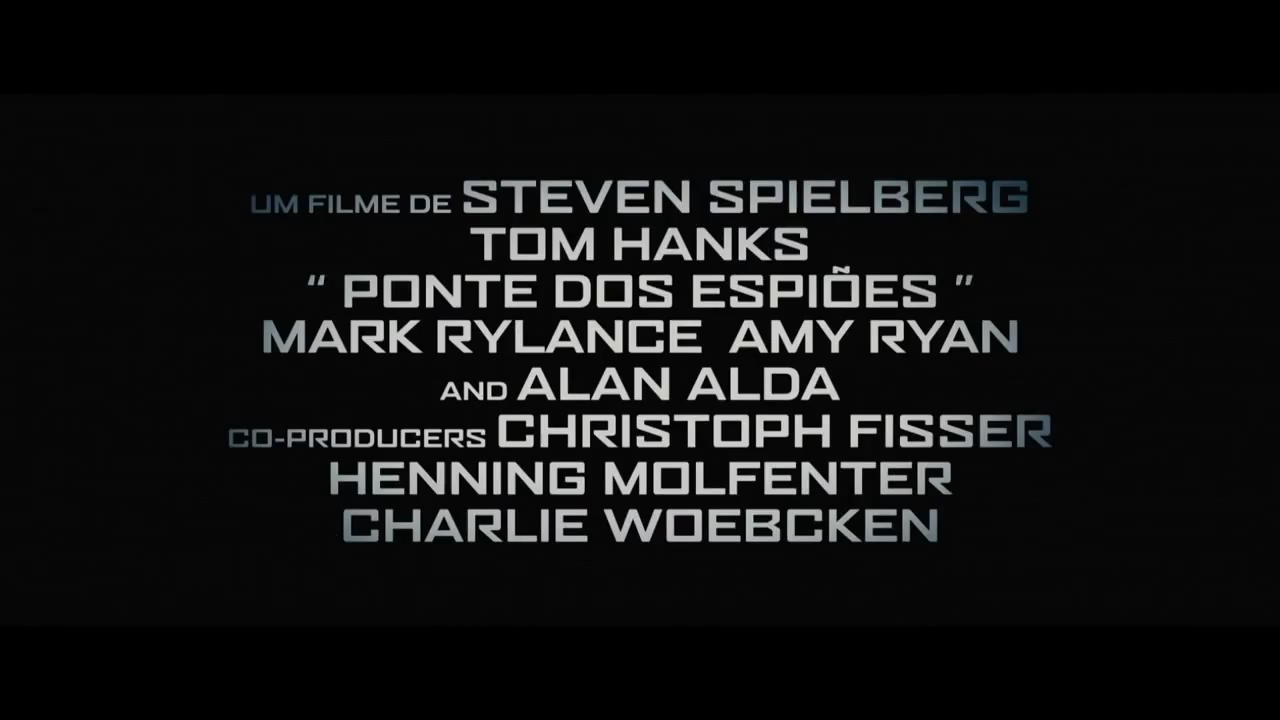 UM FILME DE STEVEN SPIELBERG
TOM HANKS
“ PONTE DOS ESPIÕES ”
MARK RYLANCE AMY RYAN
AND ALAN ALDA
CO-PRODUCERS CHRISTOPH FISSER
HENNING MOLFENTER
CHARLIE WOEBCKEN